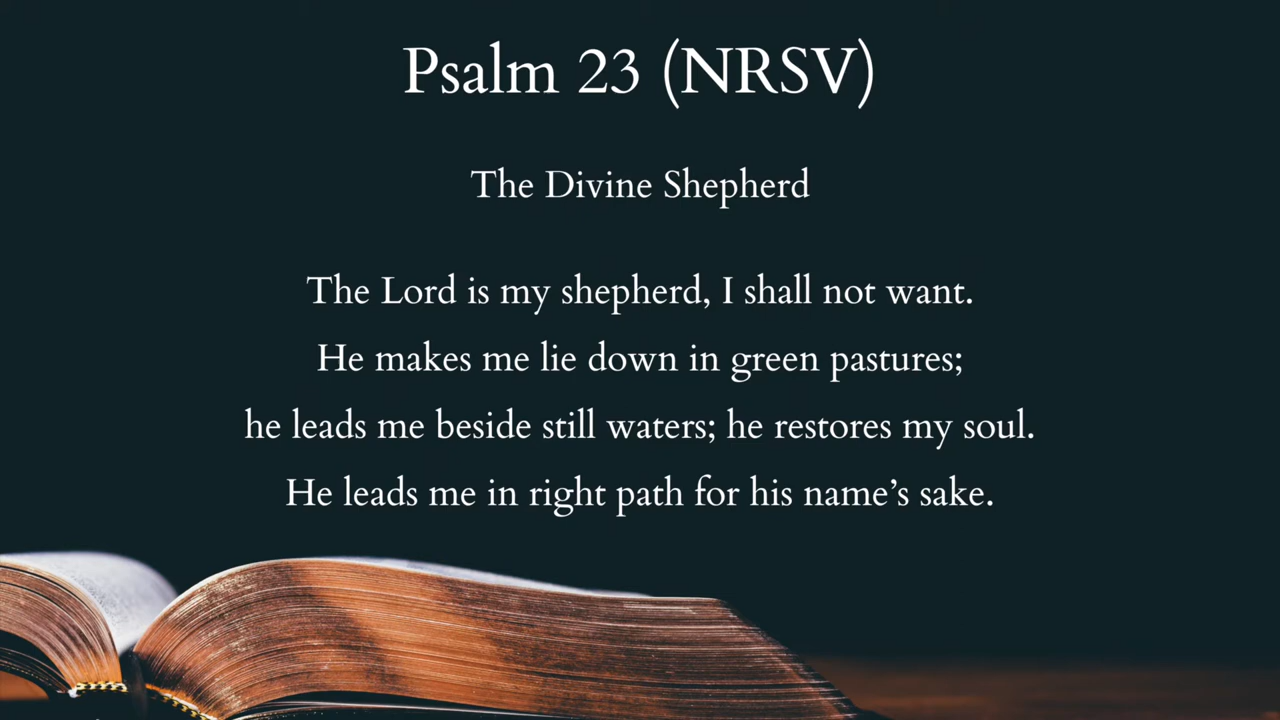 Psalm 23 (NRSV)
The Divine Shepherd
The Lord is my shepherd, I shall not want.
He makes me lie down in green pastures;
he leads me beside still waters; he restores my soul.
He leads me in right path for his name’s sake.